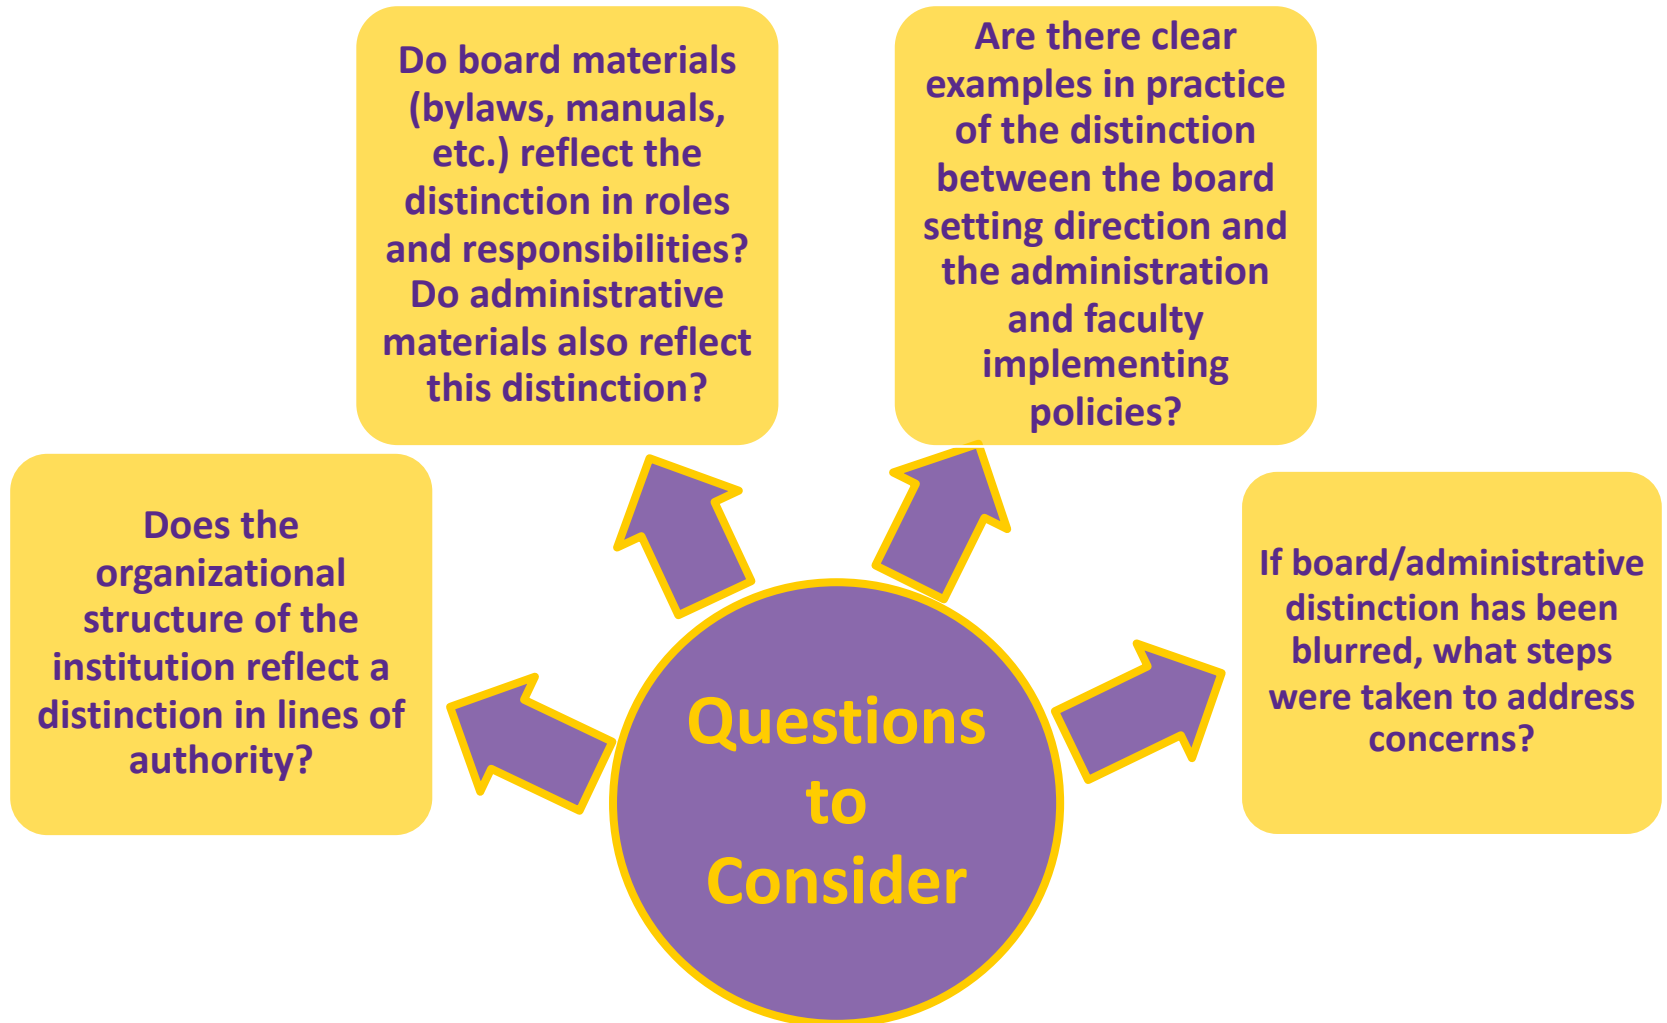 Do board materials
(bylaws, manuals,
etc.) reflect the
distinction in roles
and responsibilities?
Do administrative
materials also reflect
this distinction?
Are there clear
examples in practice
of the distinction
between the board
setting direction and
the administration
and faculty
implementing
policies?
Does the
organizational
structure of the
institution reflect a
distinction in lines of
authority?
If board/administrative
distinction has been
blurred, what steps
were taken to address
concerns?
Questions
to
Consider